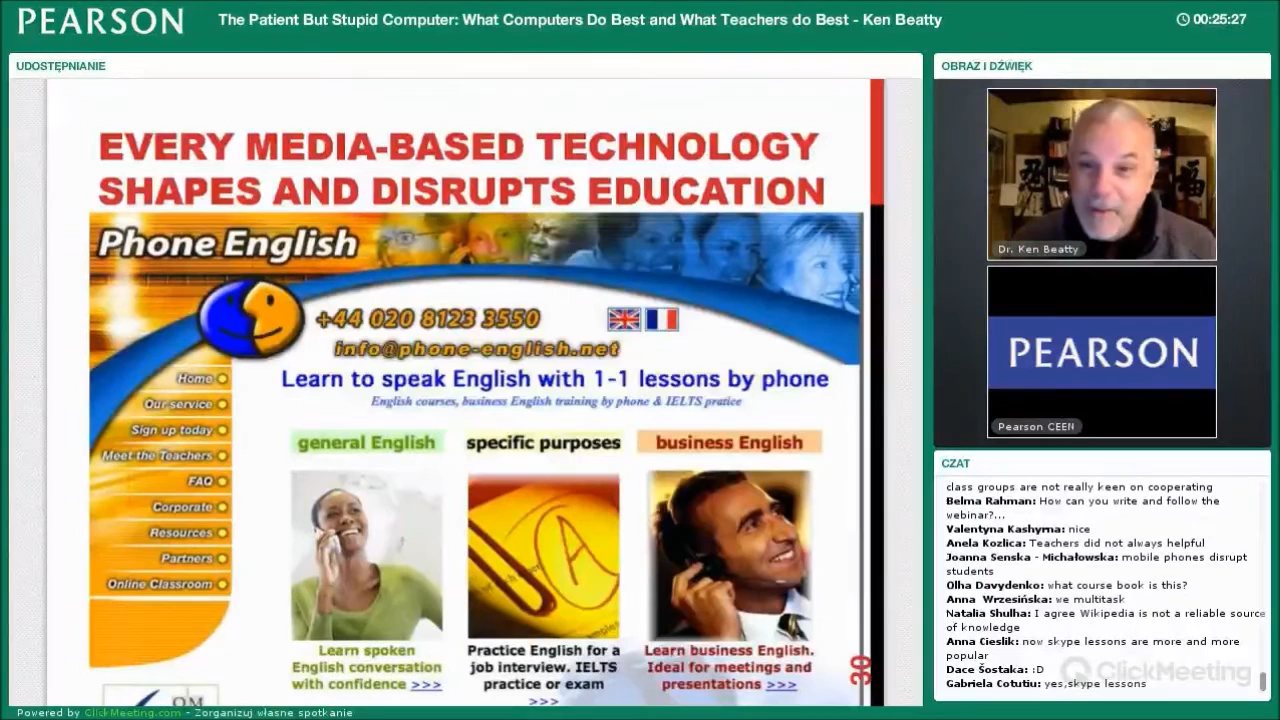 PEARSON
The Patient But Stupid Computer: What Computers Do Best and What Teachers do Best - Ken Beatty
00:25:27
UDOSTĘPNIANIE
EVERY MEDIA-BASED TECHNOLOGY
SHAPES AND DISRUPTS EDUCATION
Phone English
+44 020 8123 3550
info@phone-english.net
Home
Our service
Sign up today
Meet the Teachers
FAQ
Corporate
Resources
Partners
Online Classroom
Learn to speak English with 1-1 lessons by phone
English courses, business English training by phone & IELTS pratice
general English
specific purposes
business English
A
Learn spoken
English conversation
with confidence >>>
Practice English for a
job interview. IELTS
practice or exam
>>>
Learn business English.
Ideal for meetings and
presentations >>>
30
OBRAZ I DŹWIĘK
福
Dr. Ken Beatty
PEARSON
Pearson CEEN
CZAT
class groups are not really keen on cooperating
Belma Rahman: How can you write and follow the
webinar?...
Valentyna Kashyrna: nice
Anela Kozlica: Teachers did not always helpful
Joanna Senska - Michałowska: mobile phones disrupt
students
Olha Davydenko: what course book is this?
Anna Wrzesińska: we multitask
Natalia Shulha: I agree Wikipedia is not a reliable source
of knowledge
Anna Cieslik: now skype lessons are more and more
popular
Dace Šostaka: :D
Gabriela Cotutiu: yes,skype lessons
ClickMeeting
Powered by ClickMeeting.com - Zorganizuj własne spotkanie